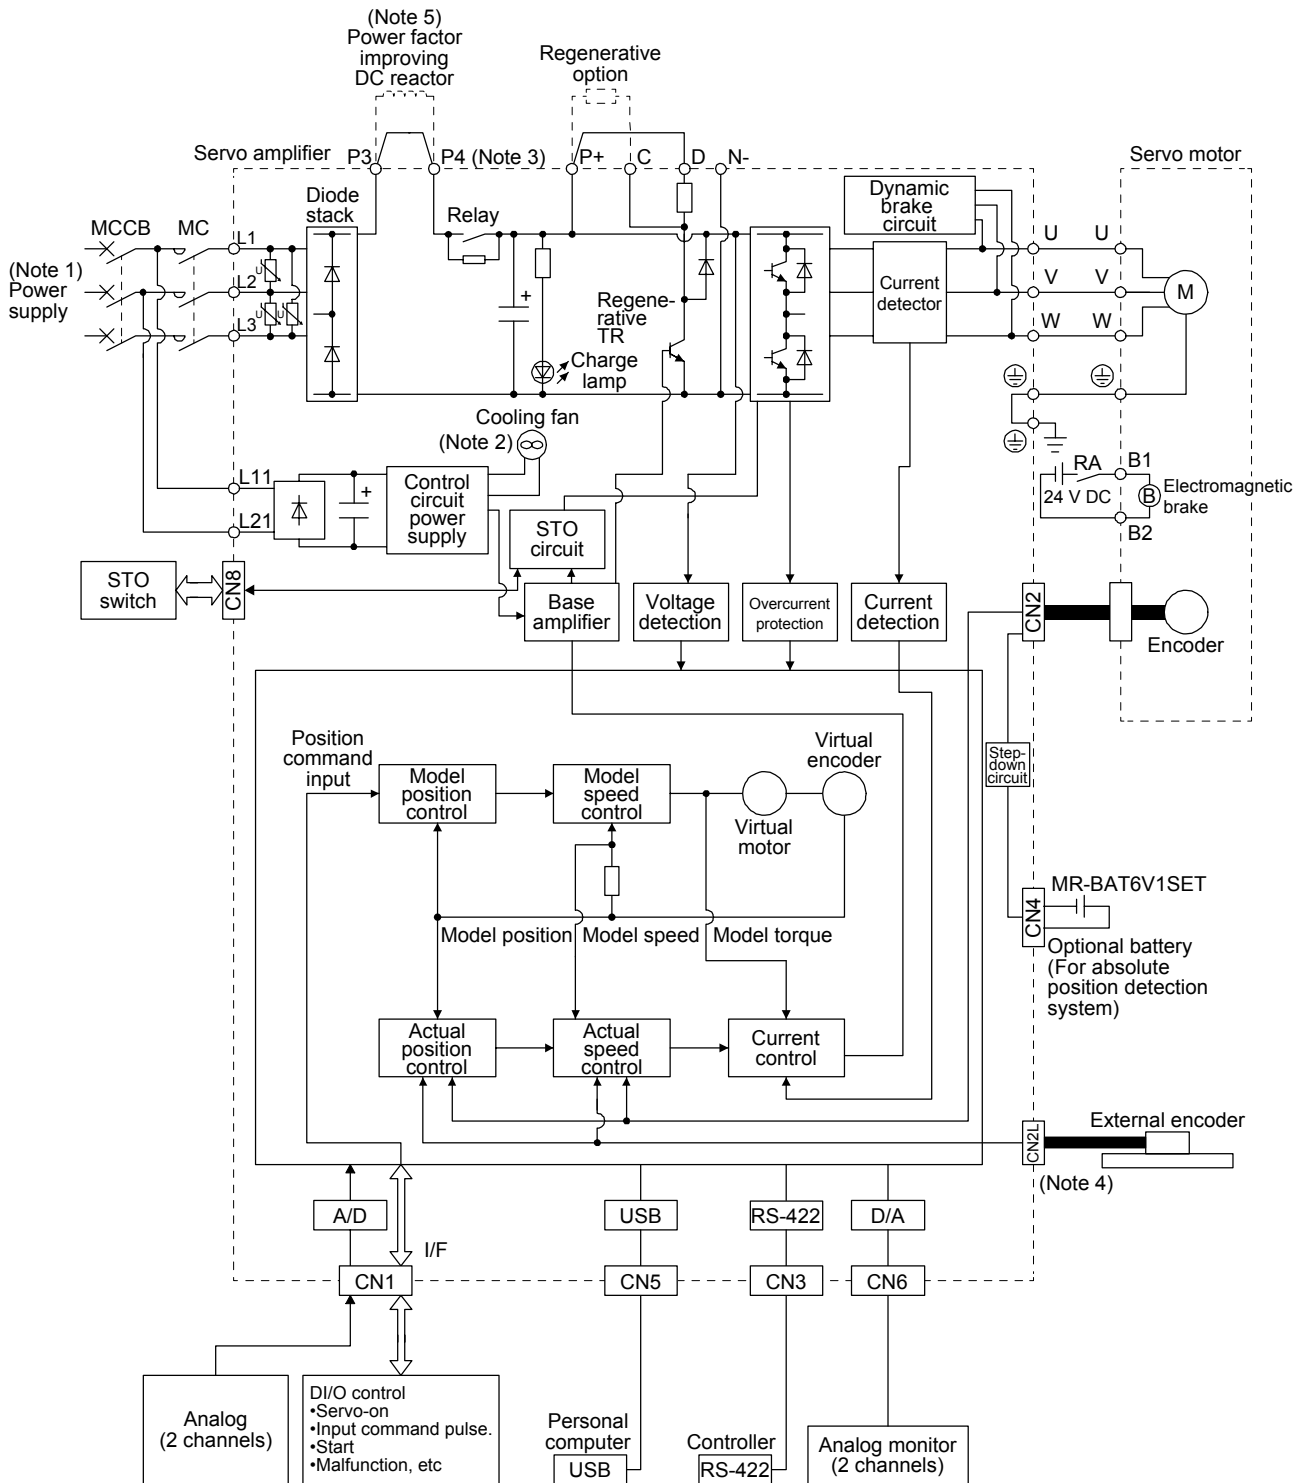 (Note 5)
Power factor
improving
DC reactor
Regenerative
option
Servo amplifier
P3
P4 (Note 3)
P+
C
D
N-
Servo motor
Diode
stack
Relay
Dynamic
brake
circuit
MCCB
MC
L1
L2
L3
U
U
U
(Note 1)
Power
supply
Regene-
rative
TR
+
Charge
lamp
Current
detector
U
U
V
V
W
W
M
Cooling fan
(Note 2)
L11
L21
+
Control
circuit
power
supply
STO
circuit
RA
24 V DC
B1
B
Electromagnetic
brake
B2
STO
switch
CN8
Base
amplifier
Voltage
detection
Overcurrent
protection
Current
detection
CN2
Encoder
Position
command
input
Model
position
control
Model
speed
control
Virtual
motor
Virtual
encoder
Step-
down
circuit
Model position
Model speed
Model torque
MR-BAT6V1SET
CN4
Optional battery
(For absolute
position detection
system)
Actual
position
control
Actual
speed
control
Current
control
External encoder
CN2L
(Note 4)
A/D
I/F
USB
RS-422
D/A
CN1
CN5
CN3
CN6
Analog
(2 channels)
DI/O control
•Servo-on
•Input command pulse.
•Start
•Malfunction, etc
Personal
computer
USB
Controller
RS-422
Analog monitor
(2 channels)